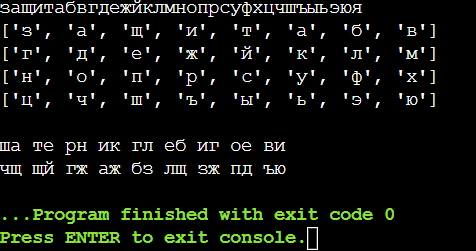 защитабвгдежйклмнопрсуфхцчшъыьэюя
['з', 'а', 'щ', 'и', 'т', 'а', 'б', 'в']
['г', 'д', 'е', 'ж', 'й', 'к', 'л', 'м']
['н', 'о', 'п', 'р', 'с', 'у', 'ф', 'х']
['ц', 'ч', 'ш', 'ъ', 'ы', 'ь', 'э', 'ю']
ша те рн ик гл еб иг ое ви
чщ щй гж аж бз лщ зж пд ъю
...Program finished with exit code 0
Press ENTER to exit console.